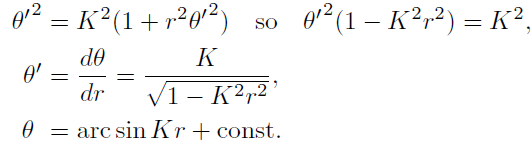 θ′² = K²(1 + r²θ′²)   so   θ′²(1 − K²r²) = K²,
θ′ = dθ/dr = K/√(1 − K²r²),
θ = arc sin Kr + const.